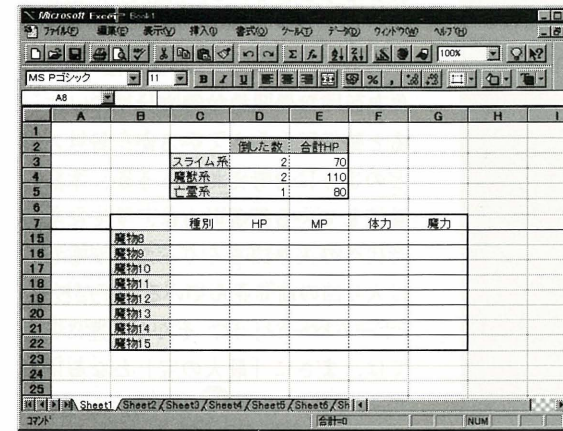 Microsoft Excel - Book1
ファイル(F) 編集(E) 表示(V) 挿入(I) 書式(O) ツール(T) データ(D) ウィンドウ(W) ヘルプ(H)
100%
MS Pゴシック 11 B I U % ,
A8
A B C D E F G H I
1
2 倒した数 合計HP
3 スライム系 2 70
4 魔獣系 2 110
5 亡霊系 1 80
6
7 種別 HP MP 体力 魔力
15 魔物8
16 魔物9
17 魔物10
18 魔物11
19 魔物12
20 魔物13
21 魔物14
22 魔物15
23
24
25
Sheet1 Sheet2 Sheet3 Sheet4 Sheet5 Sheet6 Sh
コマンド 合計=0 NUM